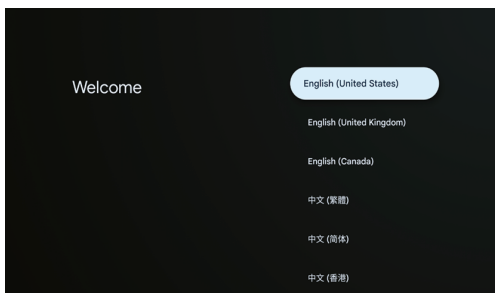 Welcome
English (United States)
English (United Kingdom)
English (Canada)
中文 (繁體)
中文 (简体)
中文 (香港)